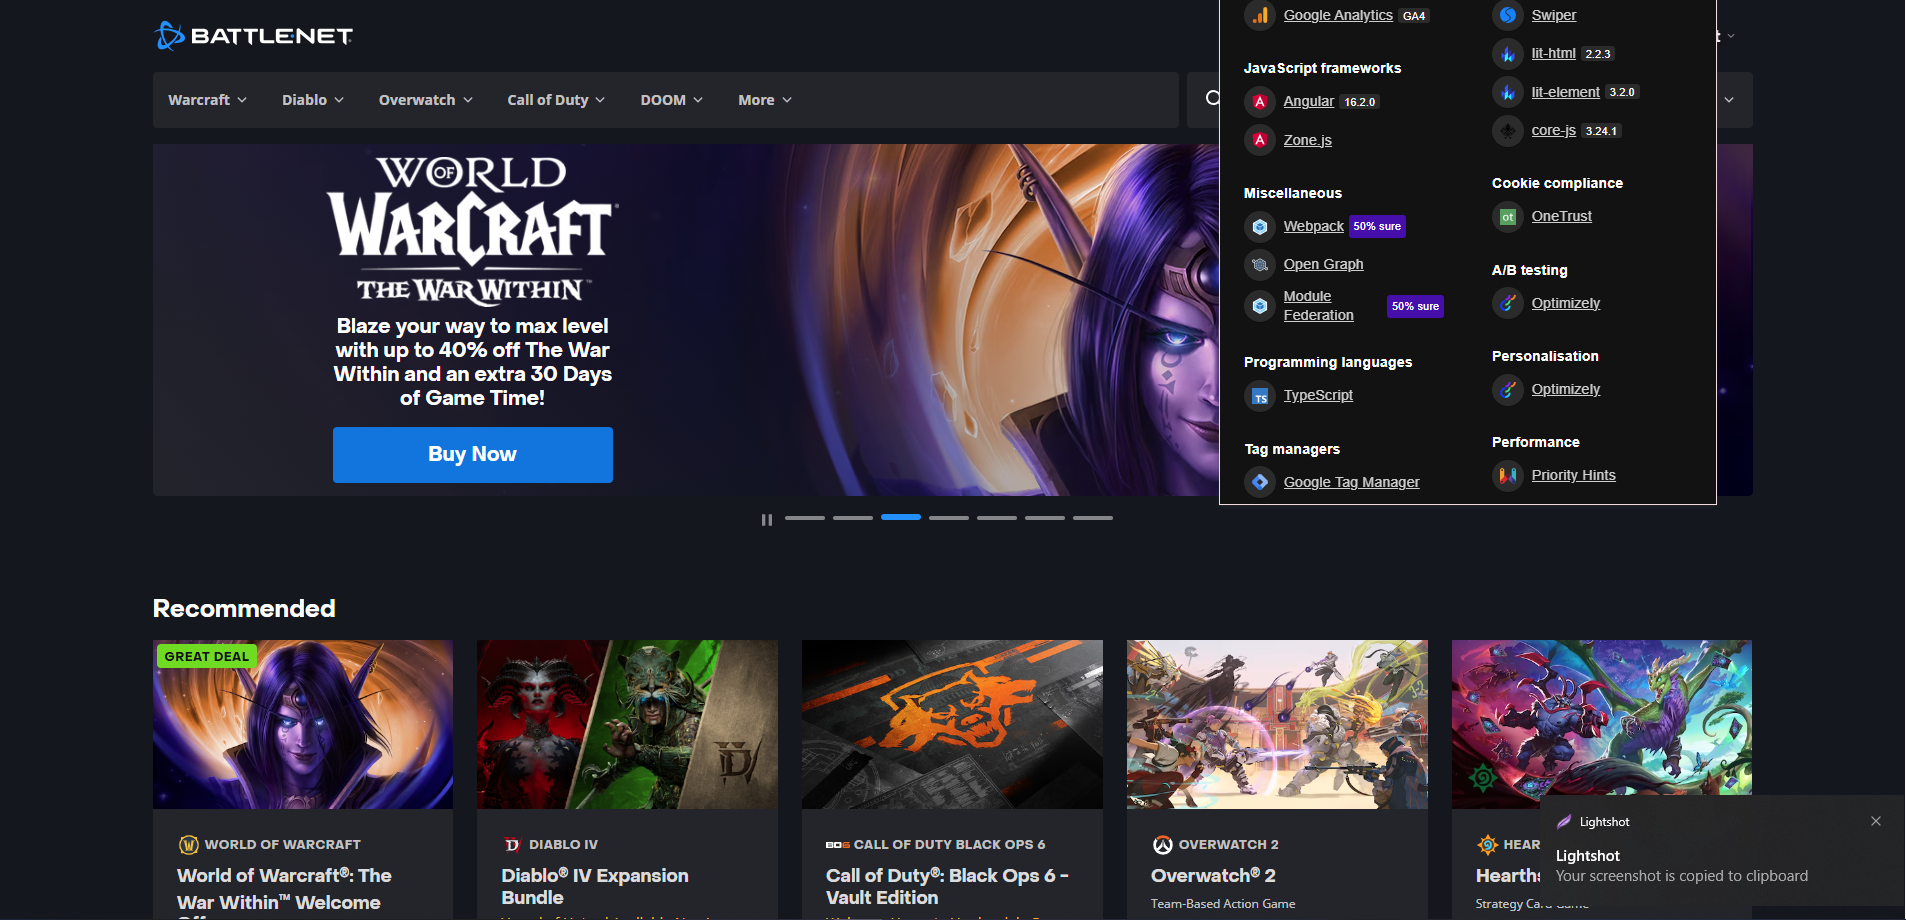 BATTLE.NET
Warcraft
Diablo
Overwatch
Call of Duty
DOOM
More
WORLD
OF
WARCRAFT
THE WAR WITHIN™
Blaze your way to max level
with up to 40% off The War
Within and an extra 30 Days
of Game Time!
Buy Now
Google Analytics GA4
JavaScript frameworks
Angular 16.2.0
Zone.js
Miscellaneous
Webpack 50% sure
Open Graph
Module
Federation
50% sure
Programming languages
TypeScript
Tag managers
Google Tag Manager
Swiper
lit-html 2.2.3
lit-element 3.2.0
core-js 3.24.1
Cookie compliance
OneTrust
A/B testing
Optimizely
Personalisation
Optimizely
Performance
Priority Hints
Recommended
GREAT DEAL
WORLD OF WARCRAFT
World of Warcraft®: The
War Within™ Welcome
DIABLO IV
Diablo® IV Expansion
Bundle
CALL OF DUTY BLACK OPS 6
Call of Duty®: Black Ops 6 –
Vault Edition
OVERWATCH 2
Overwatch® 2
Team-Based Action Game
HEAR
Hearths
Strategy Card Game
Lightshot
Lightshot
Your screenshot is copied to clipboard